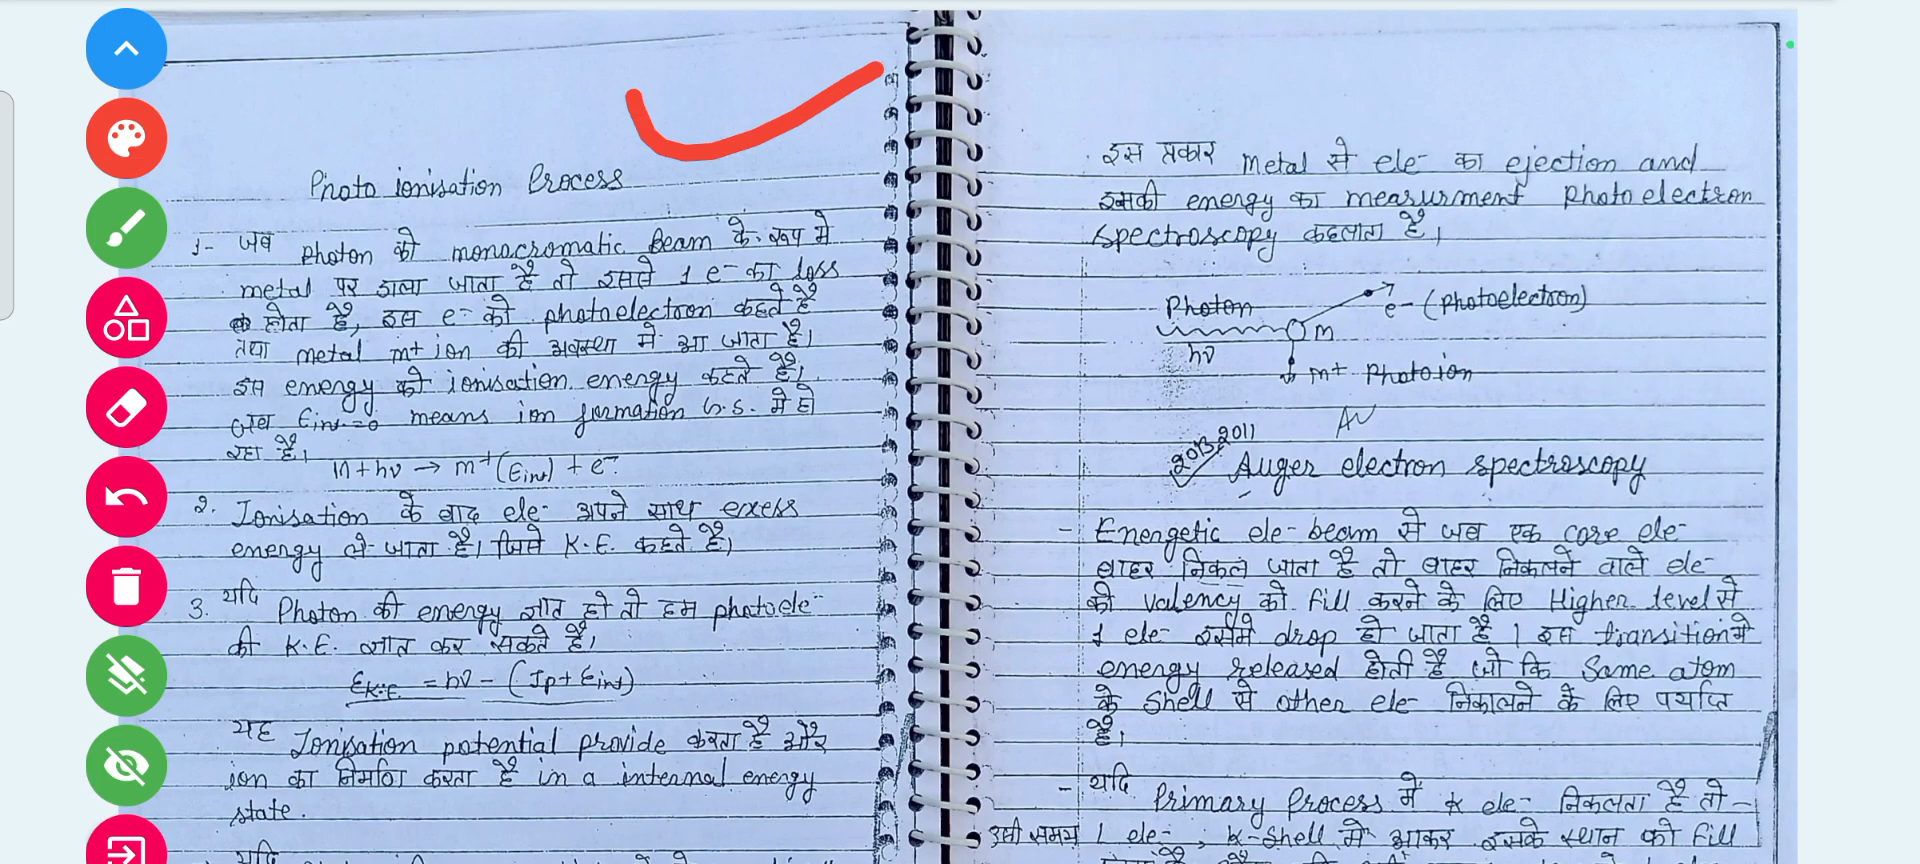 Photo ionisation Process
1- जब photon को monocromatic beam के रूप मे
metal पर डाला जाता है तो इससे 1 e- का loss
होता है, इस e- को photoelectron कहते है
तथा metal m+ ion की अवस्था मे आ जाता है।
इस energy को ionisation energy कहते है।
जब Eint=0 means ion formation G.S. मे हो
रहा है।
M+hν → m+(Eint) + e-
2. Ionisation के बाद ele- अपने साथ exess
energy ले जाता है। जिसे K.E. कहते है।
3. यदि Photon की energy ज्ञात हो तो हम photoele-
की K.E. ज्ञात कर सकते है।
EK.E = hν - (Ip + Eint)
यह Ionisation potential provide करता है और
ion का निर्माण करता है in a internal energy
state.
यदि
इस प्रकार metal से ele- का ejection and
इसकी energy का measurment Photoelectron
spectroscopy कहलाता है।
Photon
e- (photoelectron)
M
hν
m+ Photoion
2013, 2011
Auger electron spectroscopy
- Energetic ele- beam से जब एक core ele-
बाहर निकल जाता है तो बाहर निकलने वाले ele-
की valency को fill करने के लिए Higher level से
1 ele- इसमे drop हो जाता है। इस transition मे
energy released होती है जो कि Same atom
के shell से other ele- निकालने के लिए पर्याप्त
है।
- यदि Primary Process में K ele- निकलता है तो
उसी समय 1 ele-, K-shell मे आकर इसके स्थान को fill